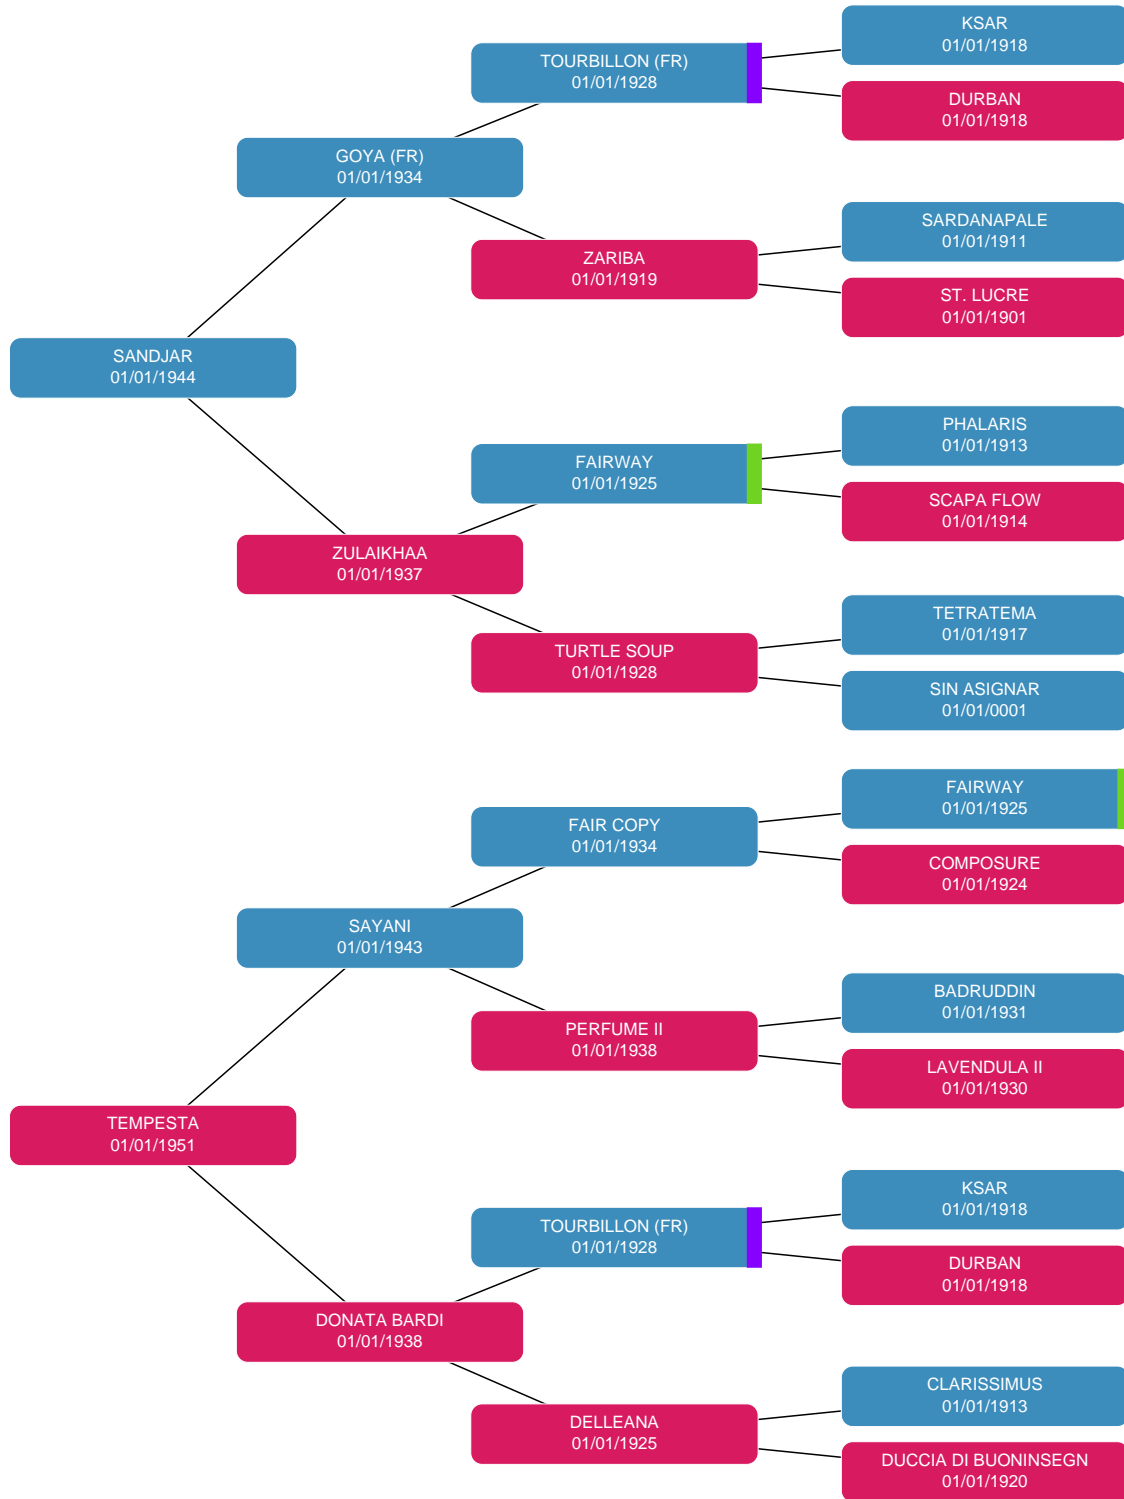 KSAR
01/01/1918
TOURBILLON (FR)
01/01/1928
DURBAN
01/01/1918
GOYA (FR)
01/01/1934
SARDANAPALE
01/01/1911
ZARIBA
01/01/1919
ST. LUCRE
01/01/1901
SANDJAR
01/01/1944
PHALARIS
01/01/1913
FAIRWAY
01/01/1925
SCAPA FLOW
01/01/1914
ZULAIKHAA
01/01/1937
TETRATEMA
01/01/1917
TURTLE SOUP
01/01/1928
SIN ASIGNAR
01/01/0001
FAIRWAY
01/01/1925
FAIR COPY
01/01/1934
COMPOSURE
01/01/1924
SAYANI
01/01/1943
BADRUDDIN
01/01/1931
PERFUME II
01/01/1938
LAVENDULA II
01/01/1930
TEMPESTA
01/01/1951
KSAR
01/01/1918
TOURBILLON (FR)
01/01/1928
DURBAN
01/01/1918
DONATA BARDI
01/01/1938
CLARISSIMUS
01/01/1913
DELLEANA
01/01/1925
DUCCIA DI BUONINSEGN
01/01/1920